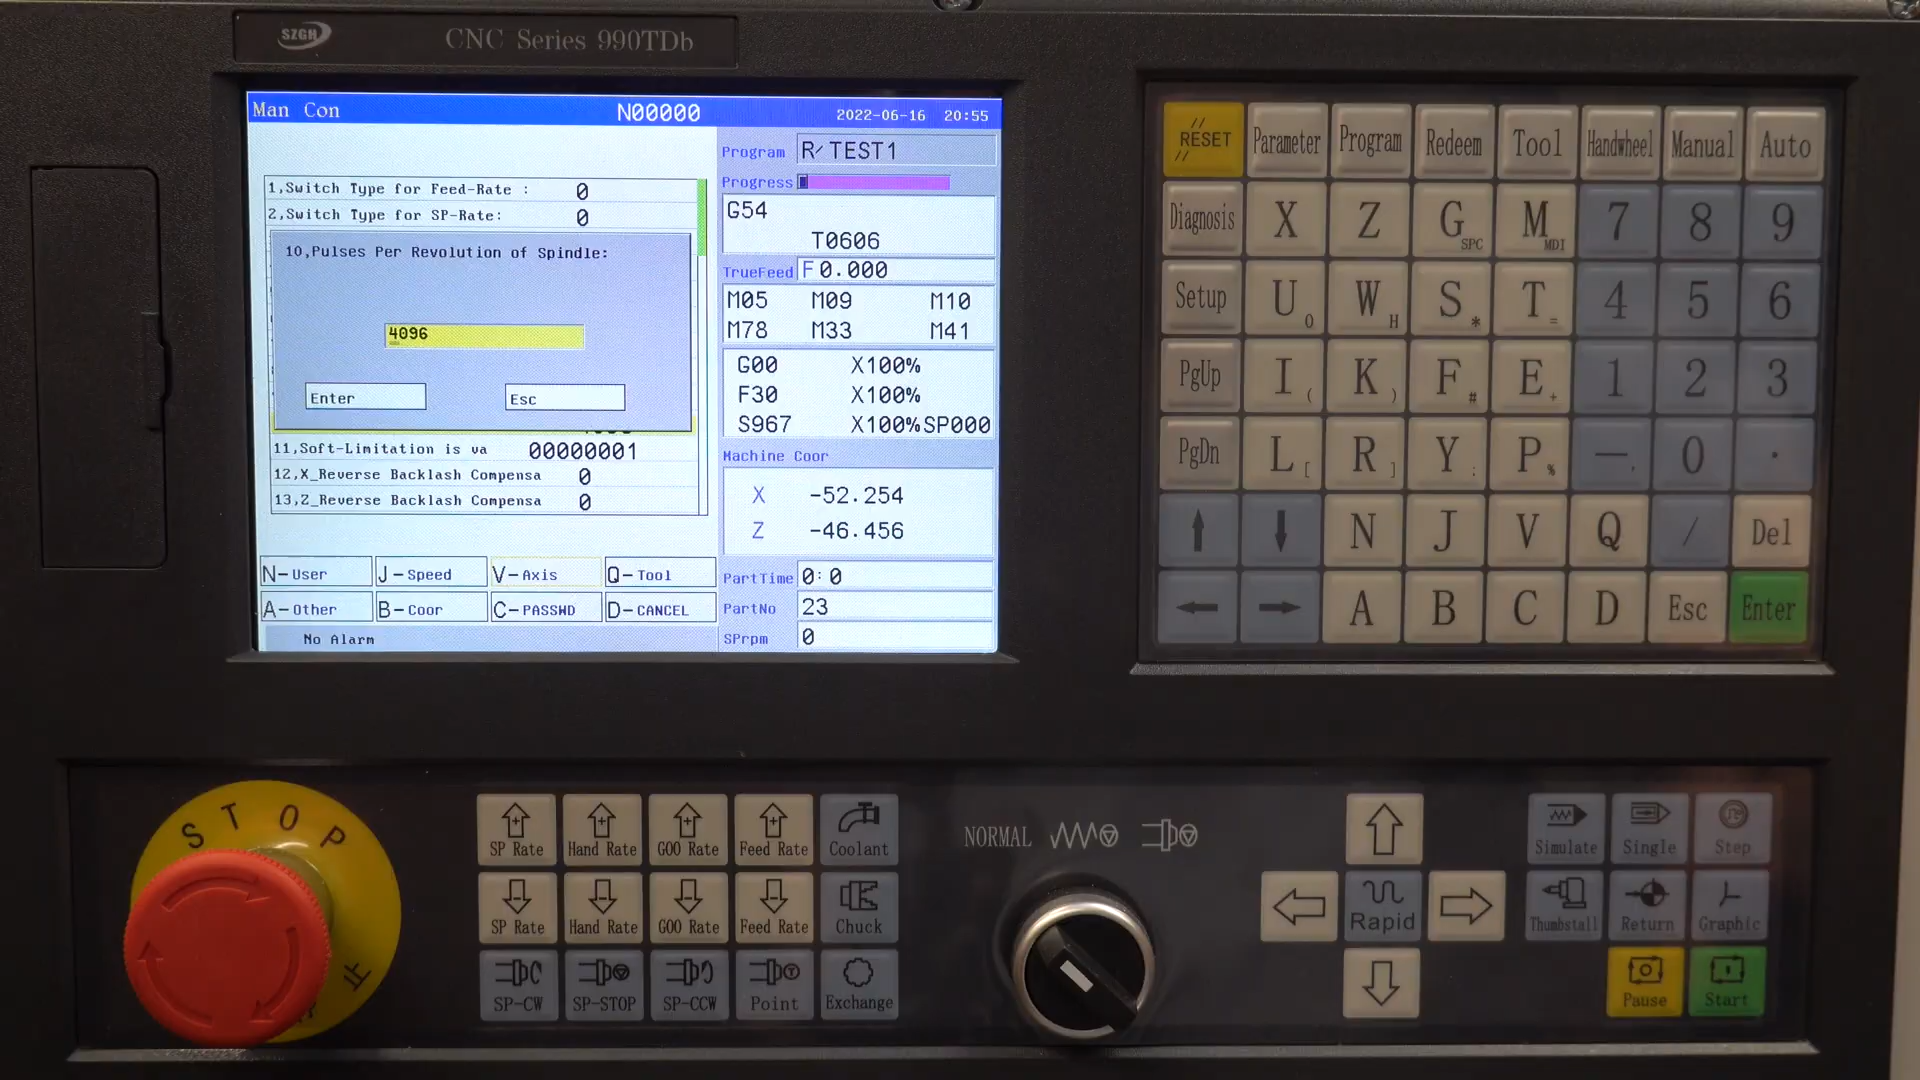 SZGH CNC Series 990TDb
Man Con N00000 2022-06-16 20:55
1,Switch Type for Feed-Rate : 0
2,Switch Type for SP-Rate: 0
10,Pulses Per Revolution of Spindle:
4096
Enter Esc
11,Soft-Limitation is va 00000001
12,X_Reverse Backlash Compensa 0
13,Z_Reverse Backlash Compensa 0
N-User J-Speed V-Axis Q-Tool
A-Other B-Coor C-PASSWD D-CANCEL
No Alarm
Program R/TEST1
Progress
G54
T0606
TrueFeed F0.000
M05 M09 M10
M78 M33 M41
G00 X100%
F30 X100%
S967 X100%SP000
Machine Coor
X -52.254
Z -46.456
PartTime 0:0
PartNo 23
SPrpm 0
// RESET // Parameter Program Redeem Tool Handwheel Manual Auto
Diagnosis X Z G SPC M MDI 7 8 9
Setup U O W H S * T = 4 5 6
PgUp I ( K ) F # E + 1 2 3
PgDn L [ R ] Y ; P % — , 0 .
N J V Q / Del
A B C D Esc Enter
STOP
止
SP Rate Hand Rate G00 Rate Feed Rate Coolant
SP Rate Hand Rate G00 Rate Feed Rate Chuck
SP-CW SP-STOP SP-CCW Point Exchange
NORMAL
Rapid
Simulate Single Step
Thumbstall Return Graphic
Pause Start